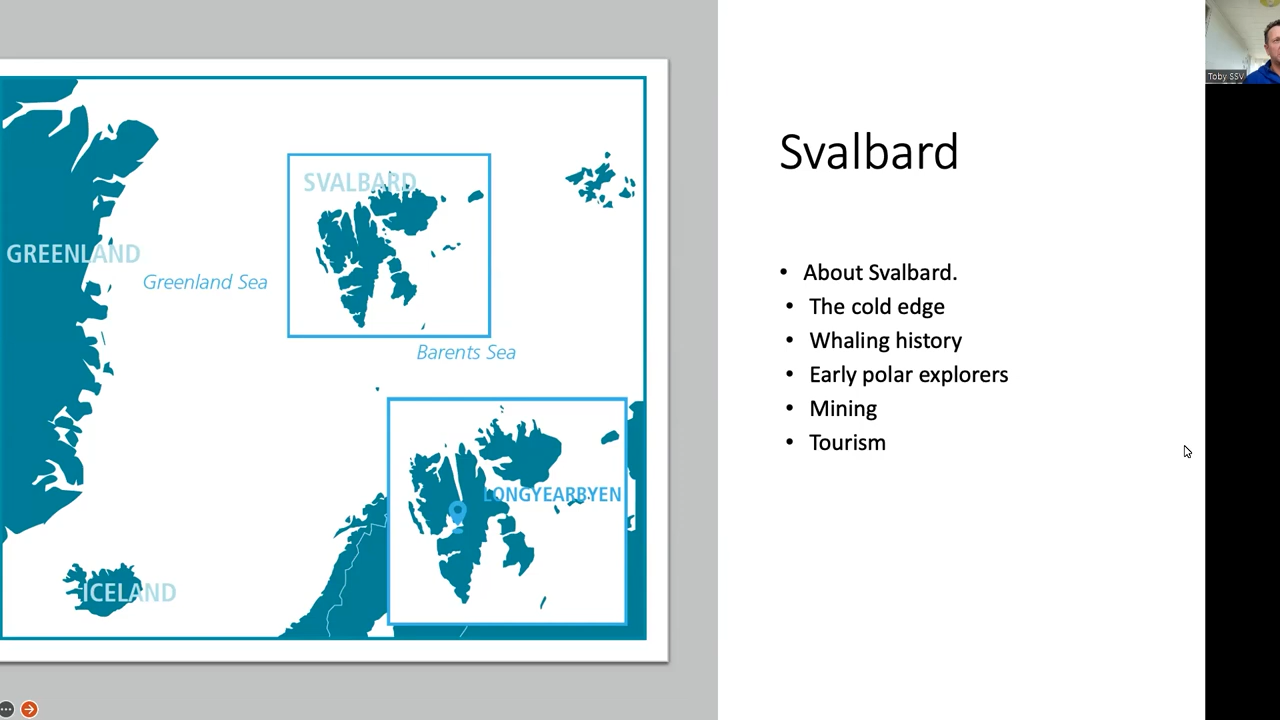 SVALBARD
GREENLAND
Greenland Sea
Barents Sea
LONGYEARBYEN
ICELAND
Svalbard
• About Svalbard.
• The cold edge
• Whaling history
• Early polar explorers
• Mining
• Tourism
Toby SSV